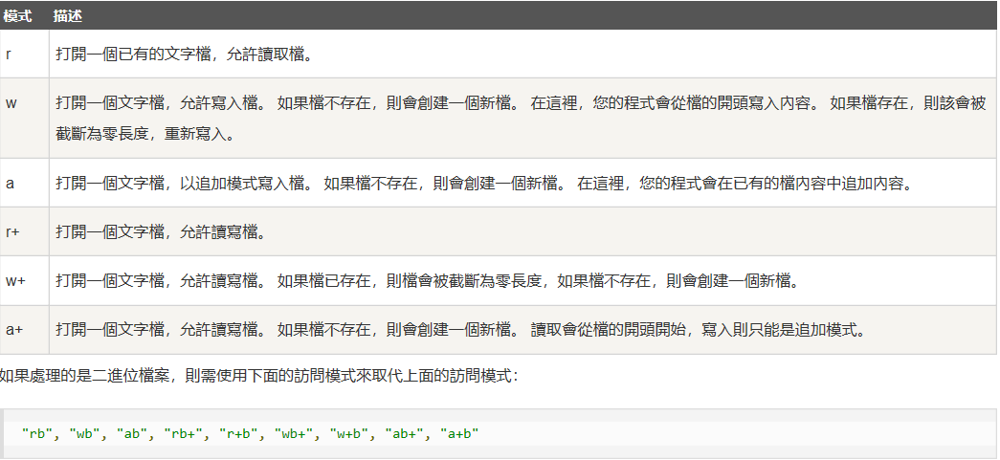 模式 描述
r 打開一個已有的文字檔，允許讀取檔。
w 打開一個文字檔，允許寫入檔。 如果檔不存在，則會創建一個新檔。 在這裡，您的程式會從檔的開頭寫入內容。 如果檔存在，則該會被
截斷為零長度，重新寫入。
a 打開一個文字檔，以追加模式寫入檔。 如果檔不存在，則會創建一個新檔。 在這裡，您的程式會在已有的檔內容中追加內容。
r+ 打開一個文字檔，允許讀寫檔。
w+ 打開一個文字檔，允許讀寫檔。 如果檔已存在，則檔會被截斷為零長度，如果檔不存在，則會創建一個新檔。
a+ 打開一個文字檔，允許讀寫檔。 如果檔不存在，則會創建一個新檔。 讀取會從檔的開頭開始，寫入則只能是追加模式。
如果處理的是二進位檔案，則需使用下面的訪問模式來取代上面的訪問模式：
"rb", "wb", "ab", "rb+", "r+b", "wb+", "w+b", "ab+", "a+b"